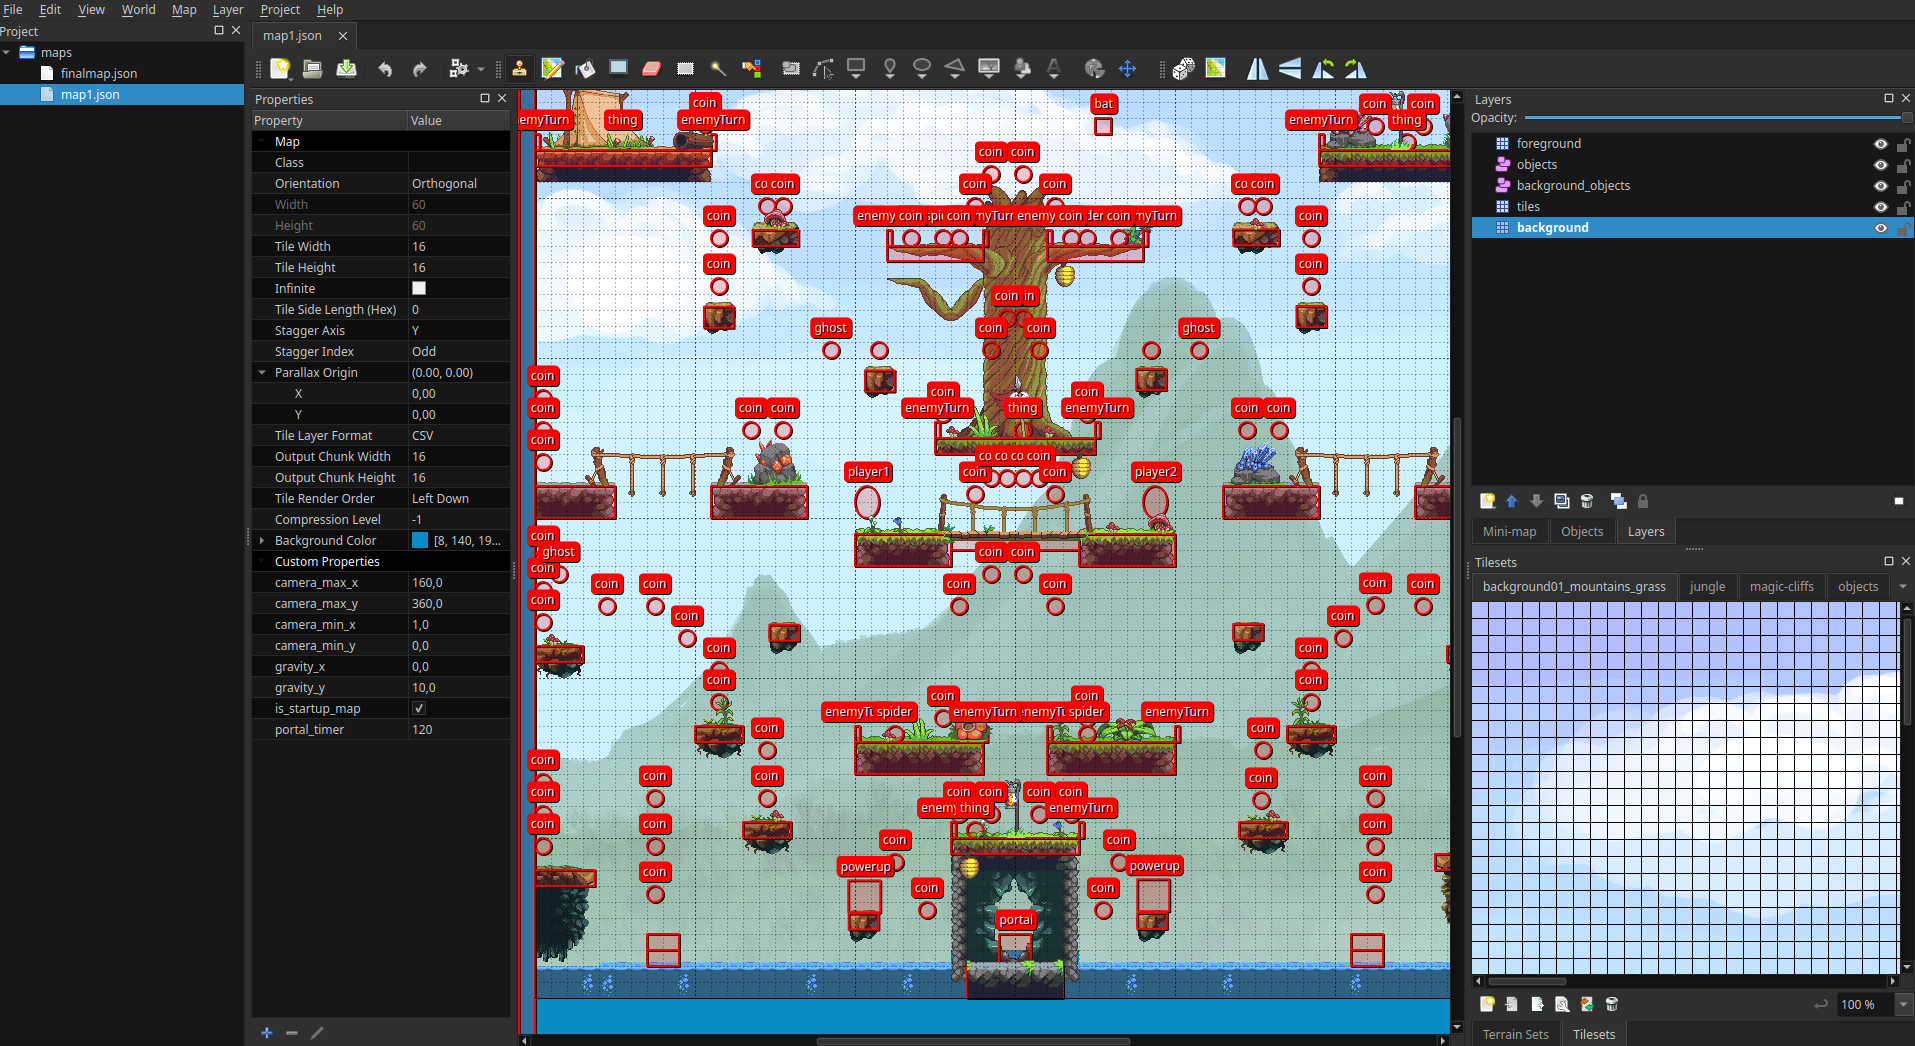 File Edit View World Map Layer Project Help
Project
maps
finalmap.json
map1.json
map1.json
Properties
Property Value
Map
Class
Orientation Orthogonal
Width 60
Height 60
Tile Width 16
Tile Height 16
Infinite
Tile Side Length (Hex) 0
Stagger Axis Y
Stagger Index Odd
Parallax Origin (0.00, 0.00)
X 0,00
Y 0,00
Tile Layer Format CSV
Output Chunk Width 16
Output Chunk Height 16
Tile Render Order Left Down
Compression Level -1
Background Color [8, 140, 19...
Custom Properties
camera_max_x 160,0
camera_max_y 360,0
camera_min_x 1,0
camera_min_y 0,0
gravity_x 0,0
gravity_y 10,0
is_startup_map
portal_timer 120
coin bat coin coin
emyTurn thing enemyTurn enemyTurn thing
coin coin
co coin coin coin co coin
coin enemy coin spi coin myTur enemy coin der coin myTurn coin
coin coin
coin in
ghost coin coin ghost
coin
coin coin
coin coin coin enemyTurn thing enemyTurn coin coin
coin
co co co coin
player1 coin coin player2
coin
ghost coin coin
coin
coin coin coin coin coin coin
coin
coin coin
coin coin
coin coin
coin coin
enemyTu spider enemyTurn nemyTu spider enemyTurn
coin coin
coin
coin coin coin coin
coin coin coin coin coin
enemy thing enemyTurn
coin coin coin
coin coin
powerup powerup
coin coin
coin coin
portal
Layers
Opacity:
foreground
objects
background_objects
tiles
background
Mini-map Objects Layers
Tilesets
background01_mountains_grass jungle magic-cliffs objects
100 %
Terrain Sets Tilesets